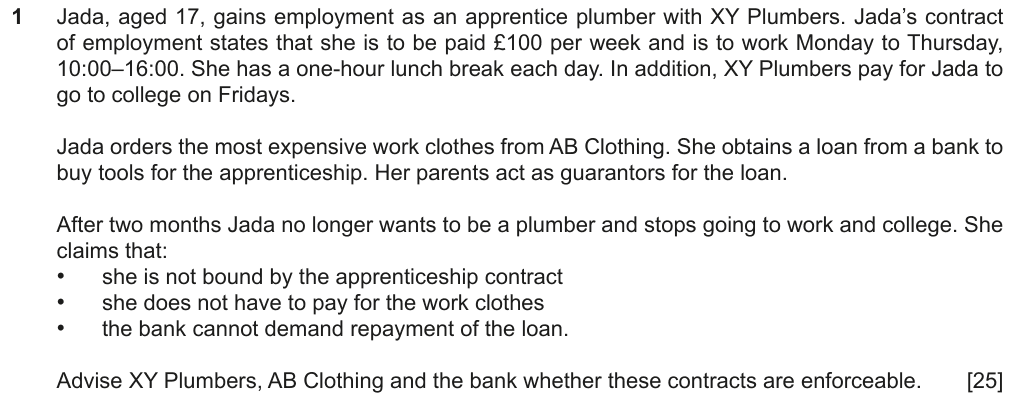 1 Jada, aged 17, gains employment as an apprentice plumber with XY Plumbers. Jada's contract
of employment states that she is to be paid £100 per week and is to work Monday to Thursday,
10:00–16:00. She has a one-hour lunch break each day. In addition, XY Plumbers pay for Jada to
go to college on Fridays.
Jada orders the most expensive work clothes from AB Clothing. She obtains a loan from a bank to
buy tools for the apprenticeship. Her parents act as guarantors for the loan.
After two months Jada no longer wants to be a plumber and stops going to work and college. She
claims that:
• she is not bound by the apprenticeship contract
• she does not have to pay for the work clothes
• the bank cannot demand repayment of the loan.
Advise XY Plumbers, AB Clothing and the bank whether these contracts are enforceable. [25]